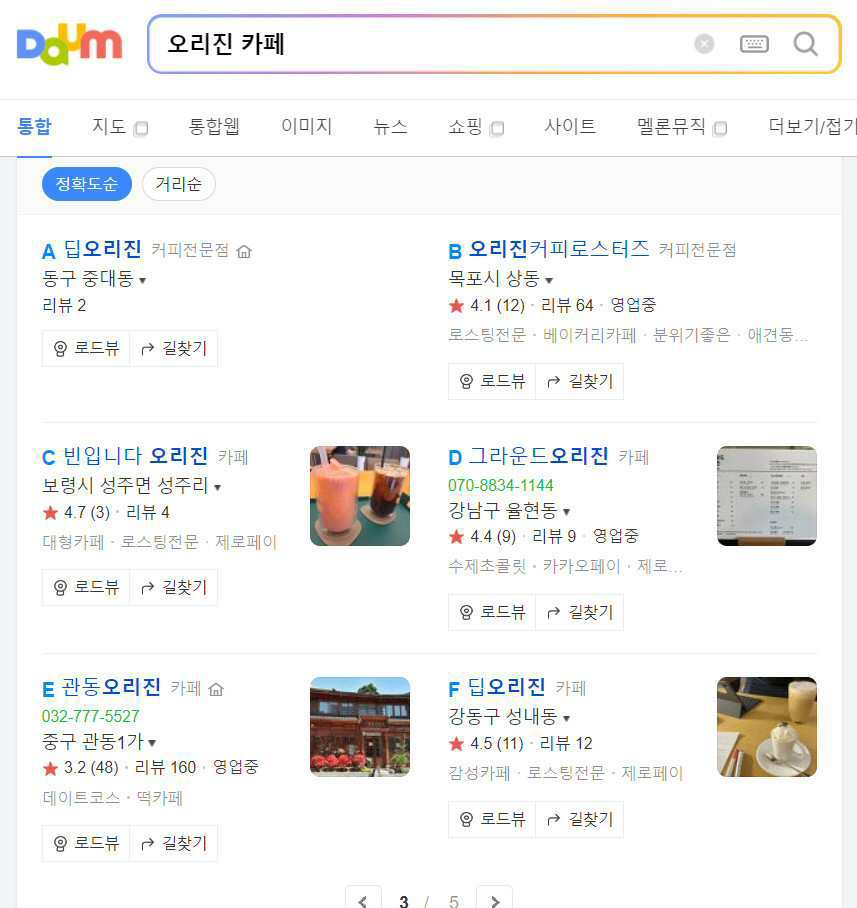 Daum
오리진 카페
통합 지도 통합웹 이미지 뉴스 쇼핑 사이트 멜론뮤직 더보기/접기
정확도순 거리순
A 딥오리진 커피전문점
동구 중대동
리뷰 2
로드뷰 길찾기
B 오리진커피로스터즈 커피전문점
목포시 상동
4.1 (12) · 리뷰 64 · 영업중
로스팅전문 · 베이커리카페 · 분위기좋은 · 애견동...
로드뷰 길찾기
C 빈입니다 오리진 카페
보령시 성주면 성주리
4.7 (3) · 리뷰 4
대형카페 · 로스팅전문 · 제로페이
로드뷰 길찾기
D 그라운드오리진 카페
070-8834-1144
강남구 율현동
4.4 (9) · 리뷰 9 · 영업중
수제초콜릿 · 카카오페이 · 제로...
로드뷰 길찾기
E 관동오리진 카페
032-777-5527
중구 관동1가
3.2 (48) · 리뷰 160 · 영업중
데이트코스 · 떡카페
로드뷰 길찾기
F 딥오리진 카페
강동구 성내동
4.5 (11) · 리뷰 12
감성카페 · 로스팅전문 · 제로페이
로드뷰 길찾기
3 / 5